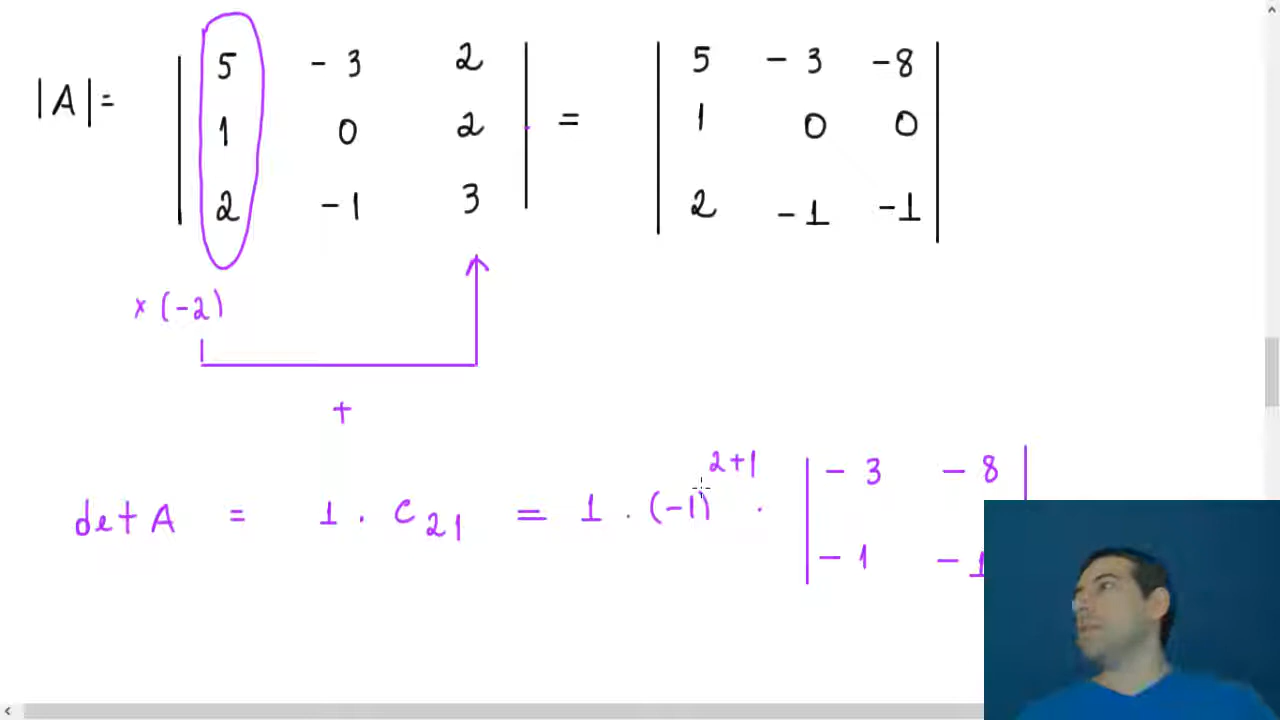 |A| = | 5 -3 2 | = | 5 -3 -8 |
| 1 0 2 | | 1 0 0 |
| 2 -1 3 | | 2 -1 -1 |
× (-2)
+
det A = 1 . C21 = 1 . (-1)^2+1 . | -3 -8 |
| -1 -1